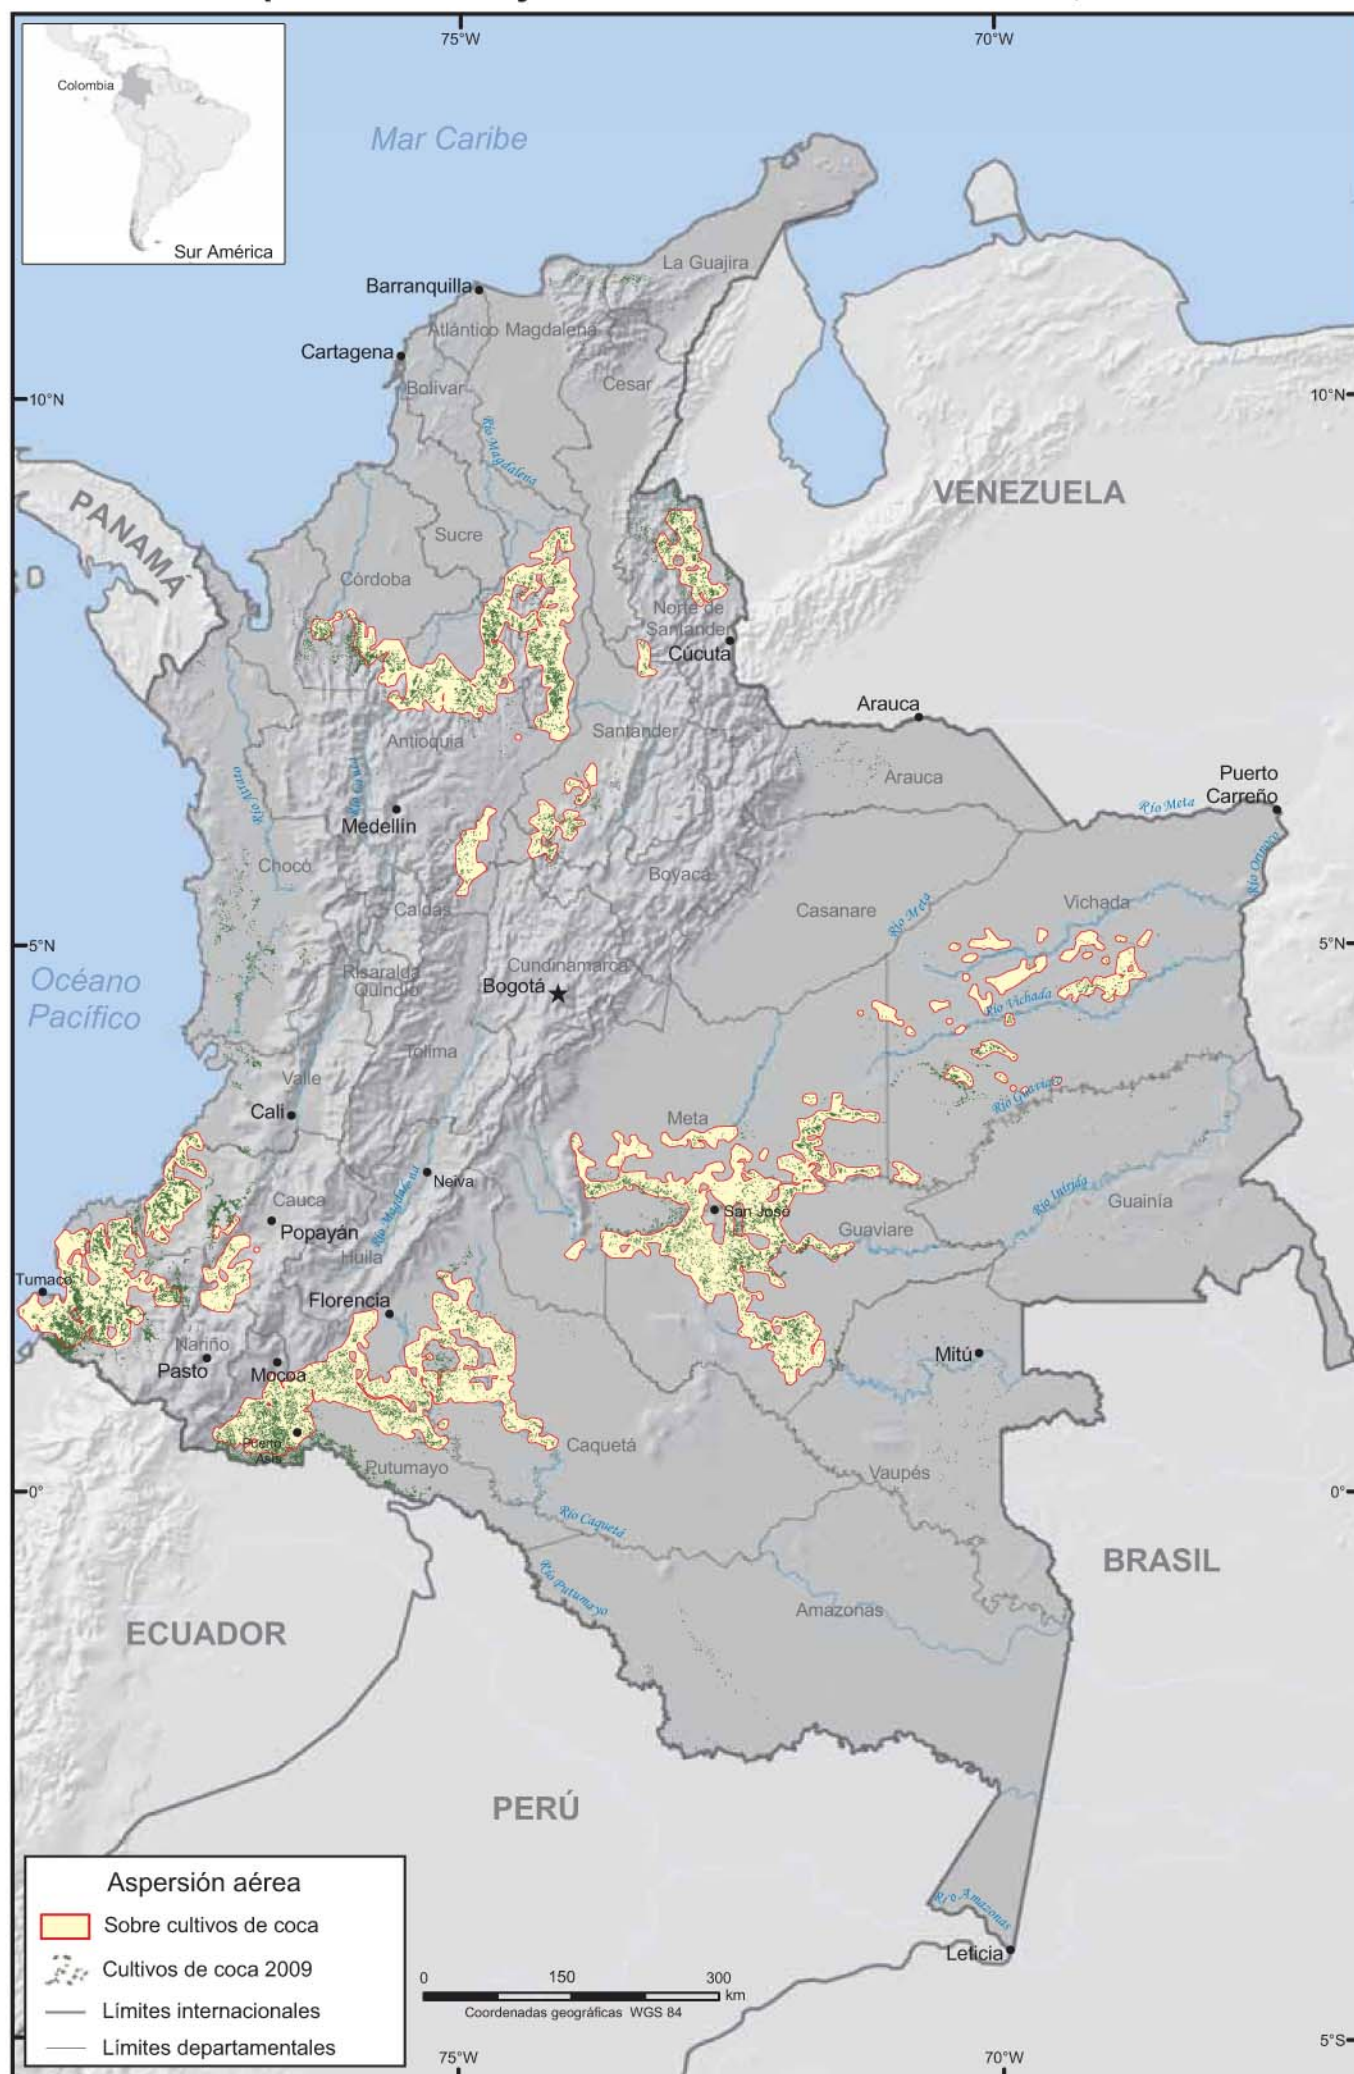 75°W
70°W
Colombia
Sur América
Mar Caribe
La Guajira
Barranquilla
Atlántico
Magdalena
Cartagena
Bolívar
Cesar
10°N
10°N
Río Magdalena
VENEZUELA
PANAMÁ
Sucre
Córdoba
Norte de
Santander
Cúcuta
Arauca
Santander
Antioquia
Arauca
Puerto
Carreño
Río Meta
Río Atrato
Río Cauca
Medellín
Río Orinoco
Chocó
Boyacá
Vichada
Caldas
Casanare
Río Meta
5°N
5°N
Océano
Pacífico
Risaralda
Quindío
Cundinamarca
Bogotá
Río Vichada
Tolima
Valle
Río Guaviare
Cali
Meta
Neiva
Río Magdalena
Cauca
Popayán
San José
Río Inírida
Guainía
Guaviare
Huila
Tumaco
Florencia
Nariño
Pasto
Mocoa
Mitú
Puerto
Asís
Caquetá
Putumayo
Vaupés
0°
0°
Río Caquetá
BRASIL
Río Putumayo
Amazonas
ECUADOR
PERÚ
Río Amazonas
Leticia
Aspersión aérea
Sobre cultivos de coca
Cultivos de coca 2009
Límites internacionales
Límites departamentales
0
150
300
km
Coordenadas geográficas WGS 84
5°S
75°W
70°W